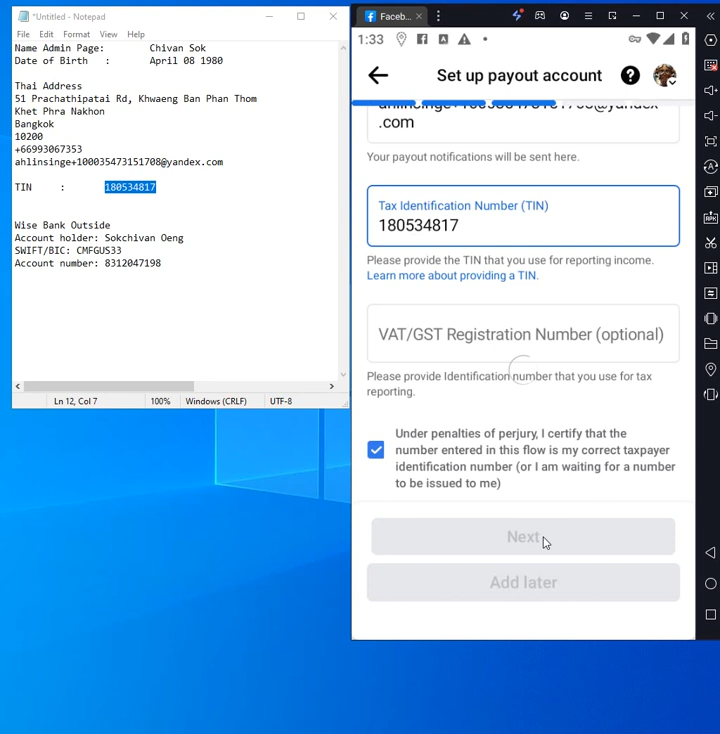 *Untitled - Notepad
File Edit Format View Help
Name Admin Page: Chivan Sok
Date of Birth : April 08 1980
Thai Address
51 Prachathipatai Rd, Khwaeng Ban Phan Thom
Khet Phra Nakhon
Bangkok
10200
+66993067353
ahlinsinge+100035473151708@yandex.com
TIN : 180534817
Wise Bank Outside
Account holder: Sokchivan Oeng
SWIFT/BIC: CMFGUS33
Account number: 8312047198
Ln 12, Col 7 100% Windows (CRLF) UTF-8
Faceb...
1:33
Set up payout account
.com
Your payout notifications will be sent here.
Tax Identification Number (TIN)
180534817
Please provide the TIN that you use for reporting income.
Learn more about providing a TIN.
VAT/GST Registration Number (optional)
Please provide Identification number that you use for tax
reporting.
Under penalties of perjury, I certify that the
number entered in this flow is my correct taxpayer
identification number (or I am waiting for a number
to be issued to me)
Next
Add later